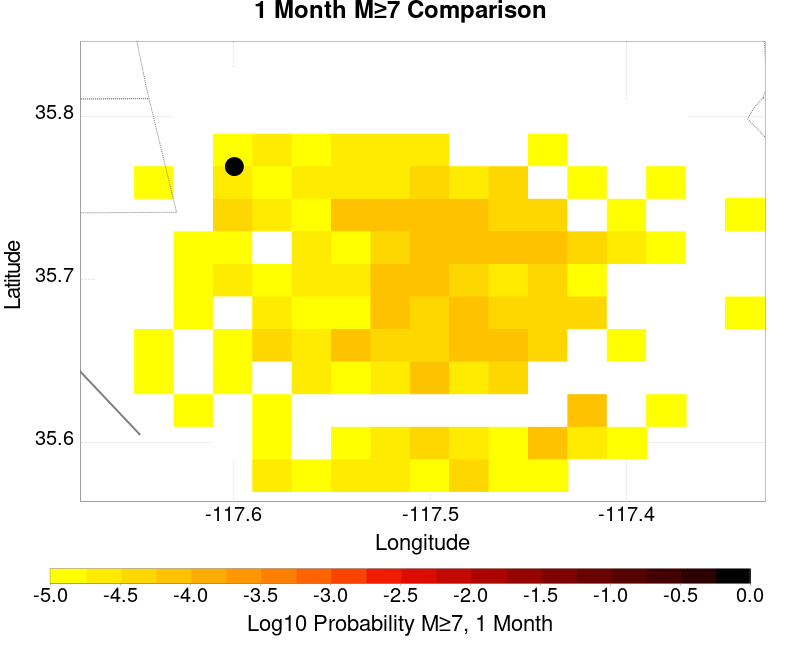 1 Month M≥7 Comparison
35.8
35.7
35.6
Latitude
-117.6 -117.5 -117.4
Longitude
-5.0 -4.5 -4.0 -3.5 -3.0 -2.5 -2.0 -1.5 -1.0 -0.5 0.0
Log10 Probability M≥7, 1 Month